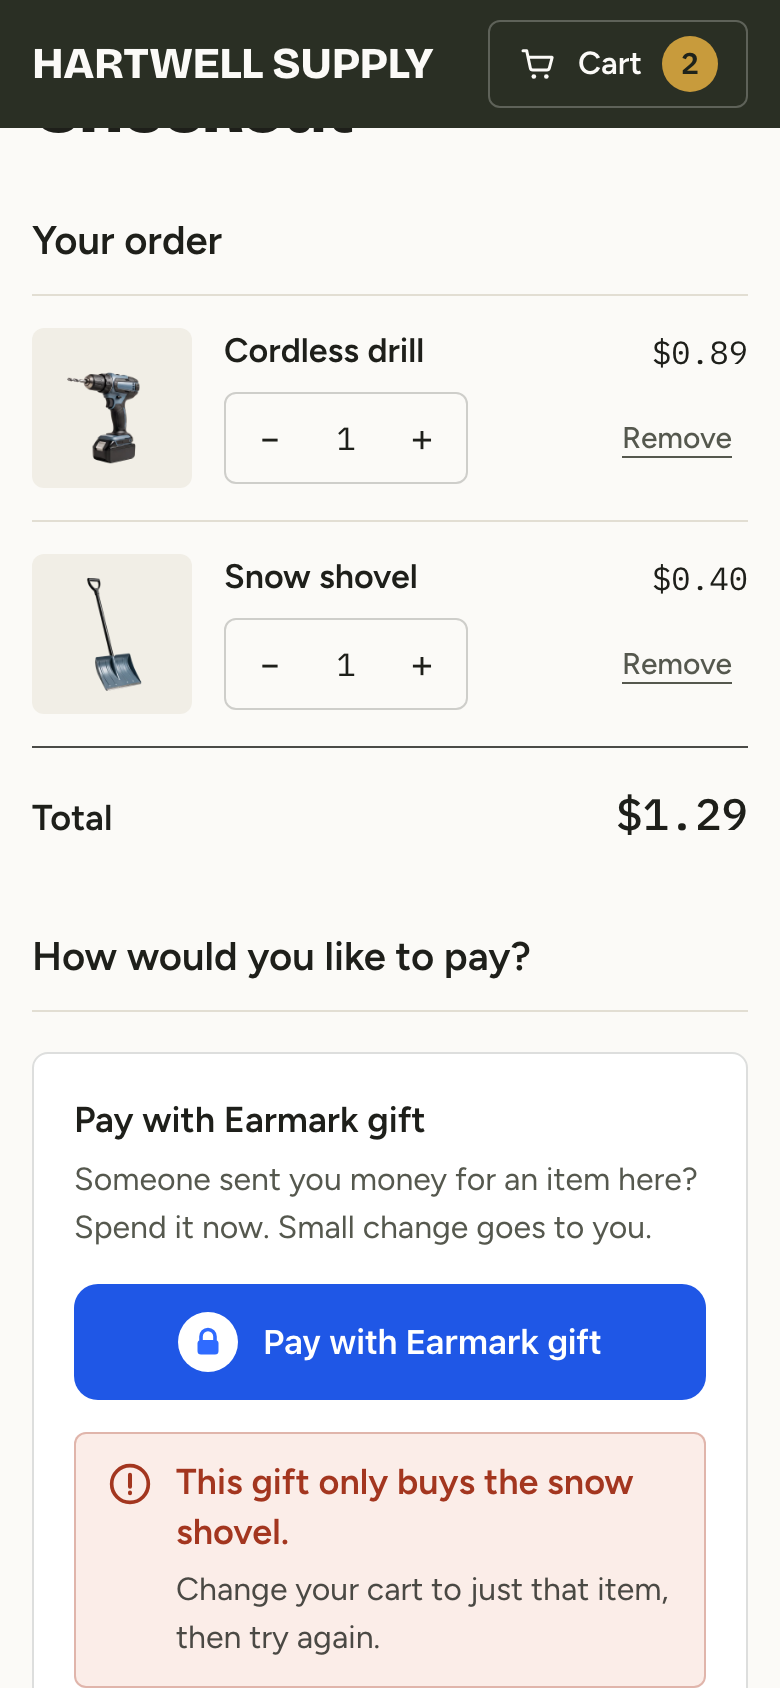 HARTWELL SUPPLY
Cart 2
Checkout
Your order
Cordless drill
$0.89
− 1 +
Remove
Snow shovel
$0.40
− 1 +
Remove
Total
$1.29
How would you like to pay?
Pay with Earmark gift
Someone sent you money for an item here?
Spend it now. Small change goes to you.
Pay with Earmark gift
This gift only buys the snow
shovel.
Change your cart to just that item,
then try again.